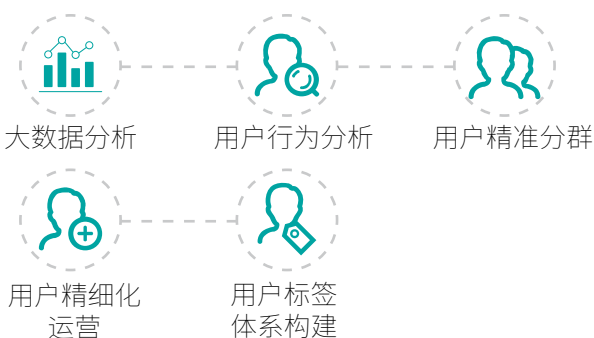 大数据分析
用户行为分析
用户精准分群
用户精细化
运营
用户标签
体系构建